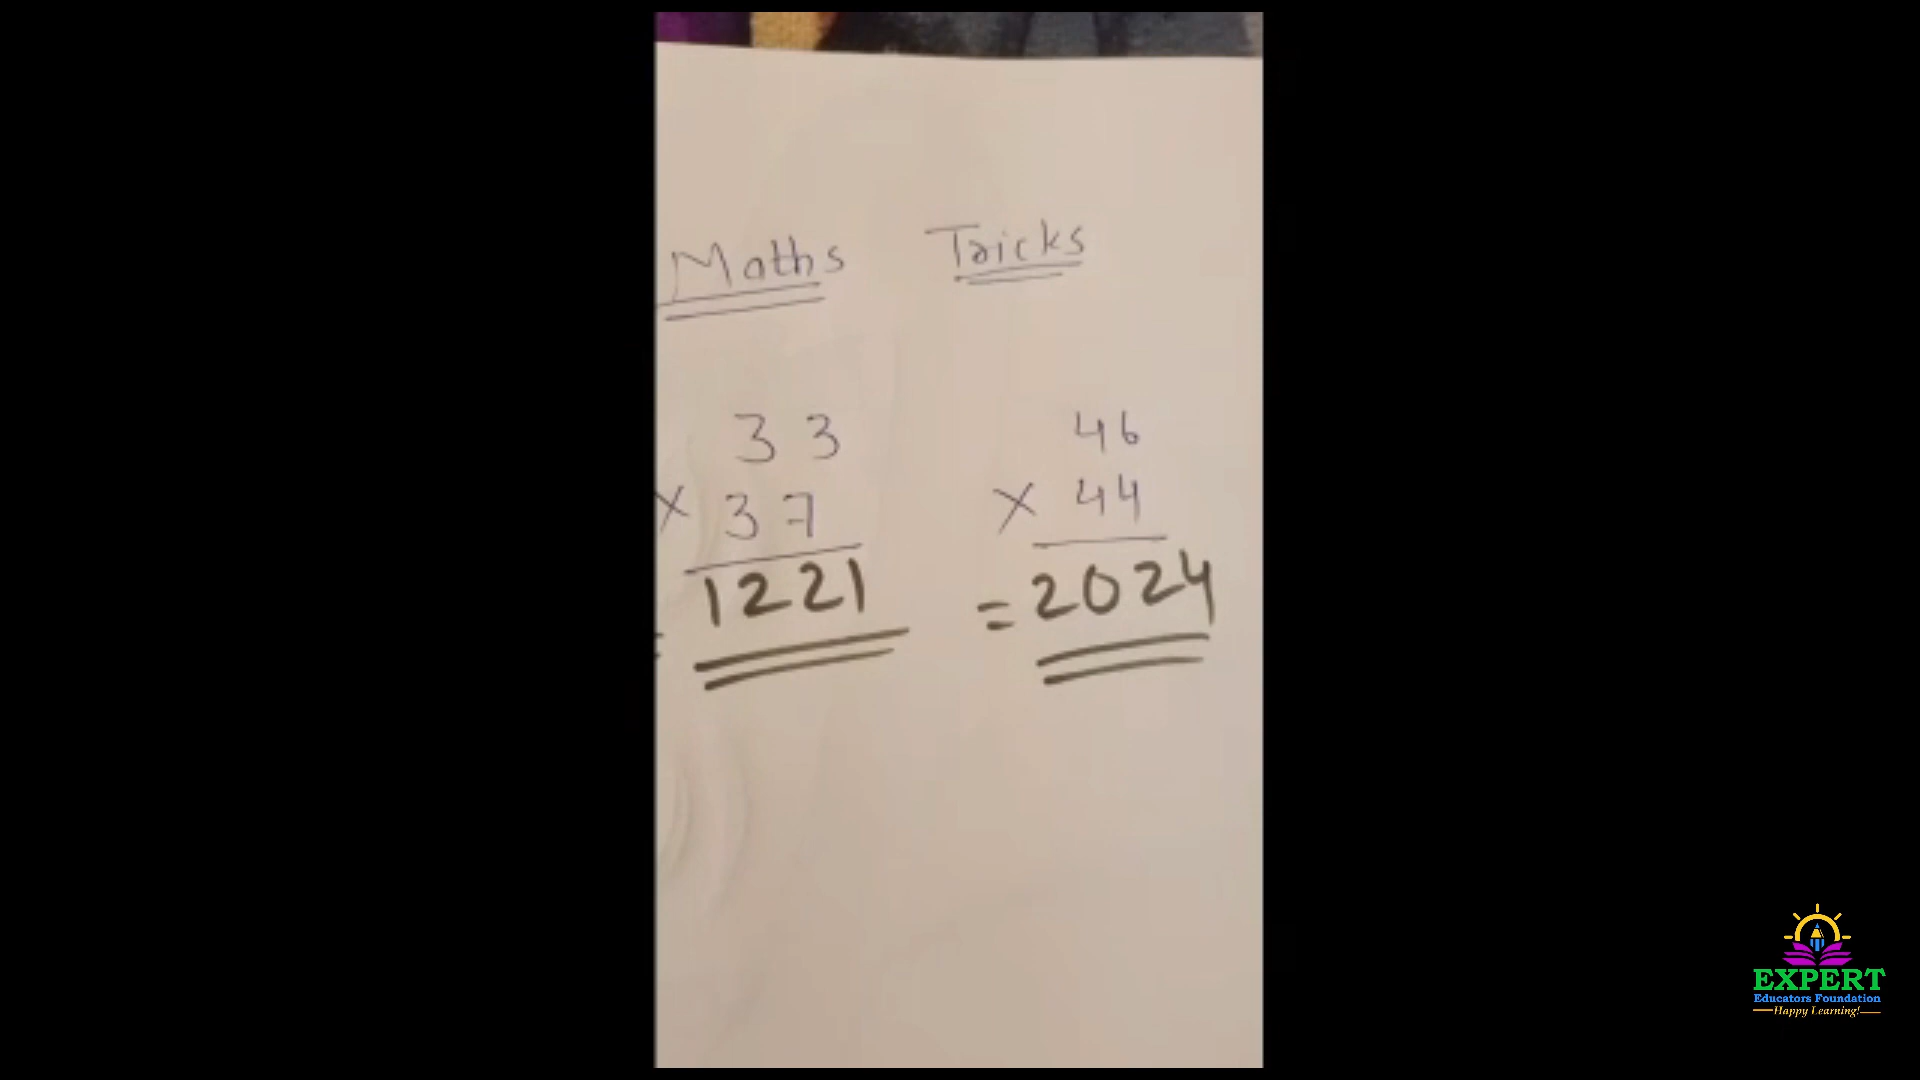 Maths Tricks
33 46
X 37 X 44
1221 = 2024
EXPERT
Educators Foundation
Happy Learning!